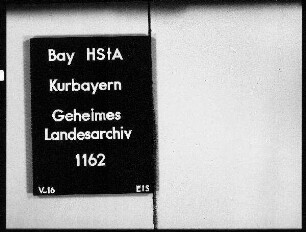 Bay HStA
Kurbayern
Geheimes
Landesarchiv
1162
V.16 E15